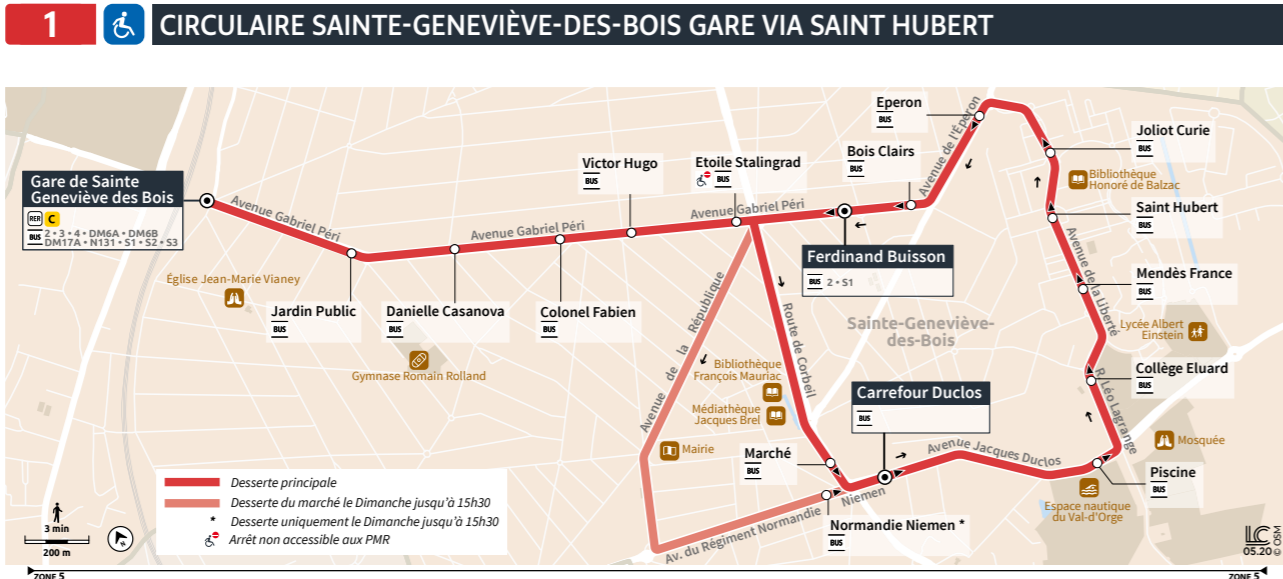 1 CIRCULAIRE SAINTE-GENEVIÈVE-DES-BOIS GARE VIA SAINT HUBERT
Gare de Sainte
Geneviève des Bois
RER C
BUS 2 • 3 • 4 • DM6A • DM6B
DM17A • N131 • S1 • S2 • S3
Avenue Gabriel Péri
Église Jean-Marie Vianey
Jardin Public
BUS
Danielle Casanova
BUS
Gymnase Romain Rolland
Avenue Gabriel Péri
Colonel Fabien
BUS
Victor Hugo
BUS
Etoile Stalingrad
BUS
Avenue Gabriel Péri
Bois Clairs
BUS
Eperon
BUS
Avenue de l'Éperon
Ferdinand Buisson
BUS 2 • S1
Joliot Curie
BUS
Bibliothèque
Honoré de Balzac
Saint Hubert
BUS
Avenue de la Liberté
Mendès France
BUS
Lycée Albert
Einstein
Collège Eluard
BUS
R. Léo Lagrange
Mosquée
Piscine
BUS
Espace nautique
du Val-d'Orge
Sainte-Geneviève-
des-Bois
Avenue de la République
Route de Corbeil
Bibliothèque
François Mauriac
Médiathèque
Jacques Brel
Mairie
Carrefour Duclos
BUS
Avenue Jacques Duclos
Marché
BUS
Av. du Régiment Normandie Niemen
Normandie Niemen *
BUS
Desserte principale
Desserte du marché le Dimanche jusqu'à 15h30
* Desserte uniquement le Dimanche jusqu'à 15h30
Arrêt non accessible aux PMR
3 min
200 m
LC
05.20 © OSM
ZONE 5
ZONE 5